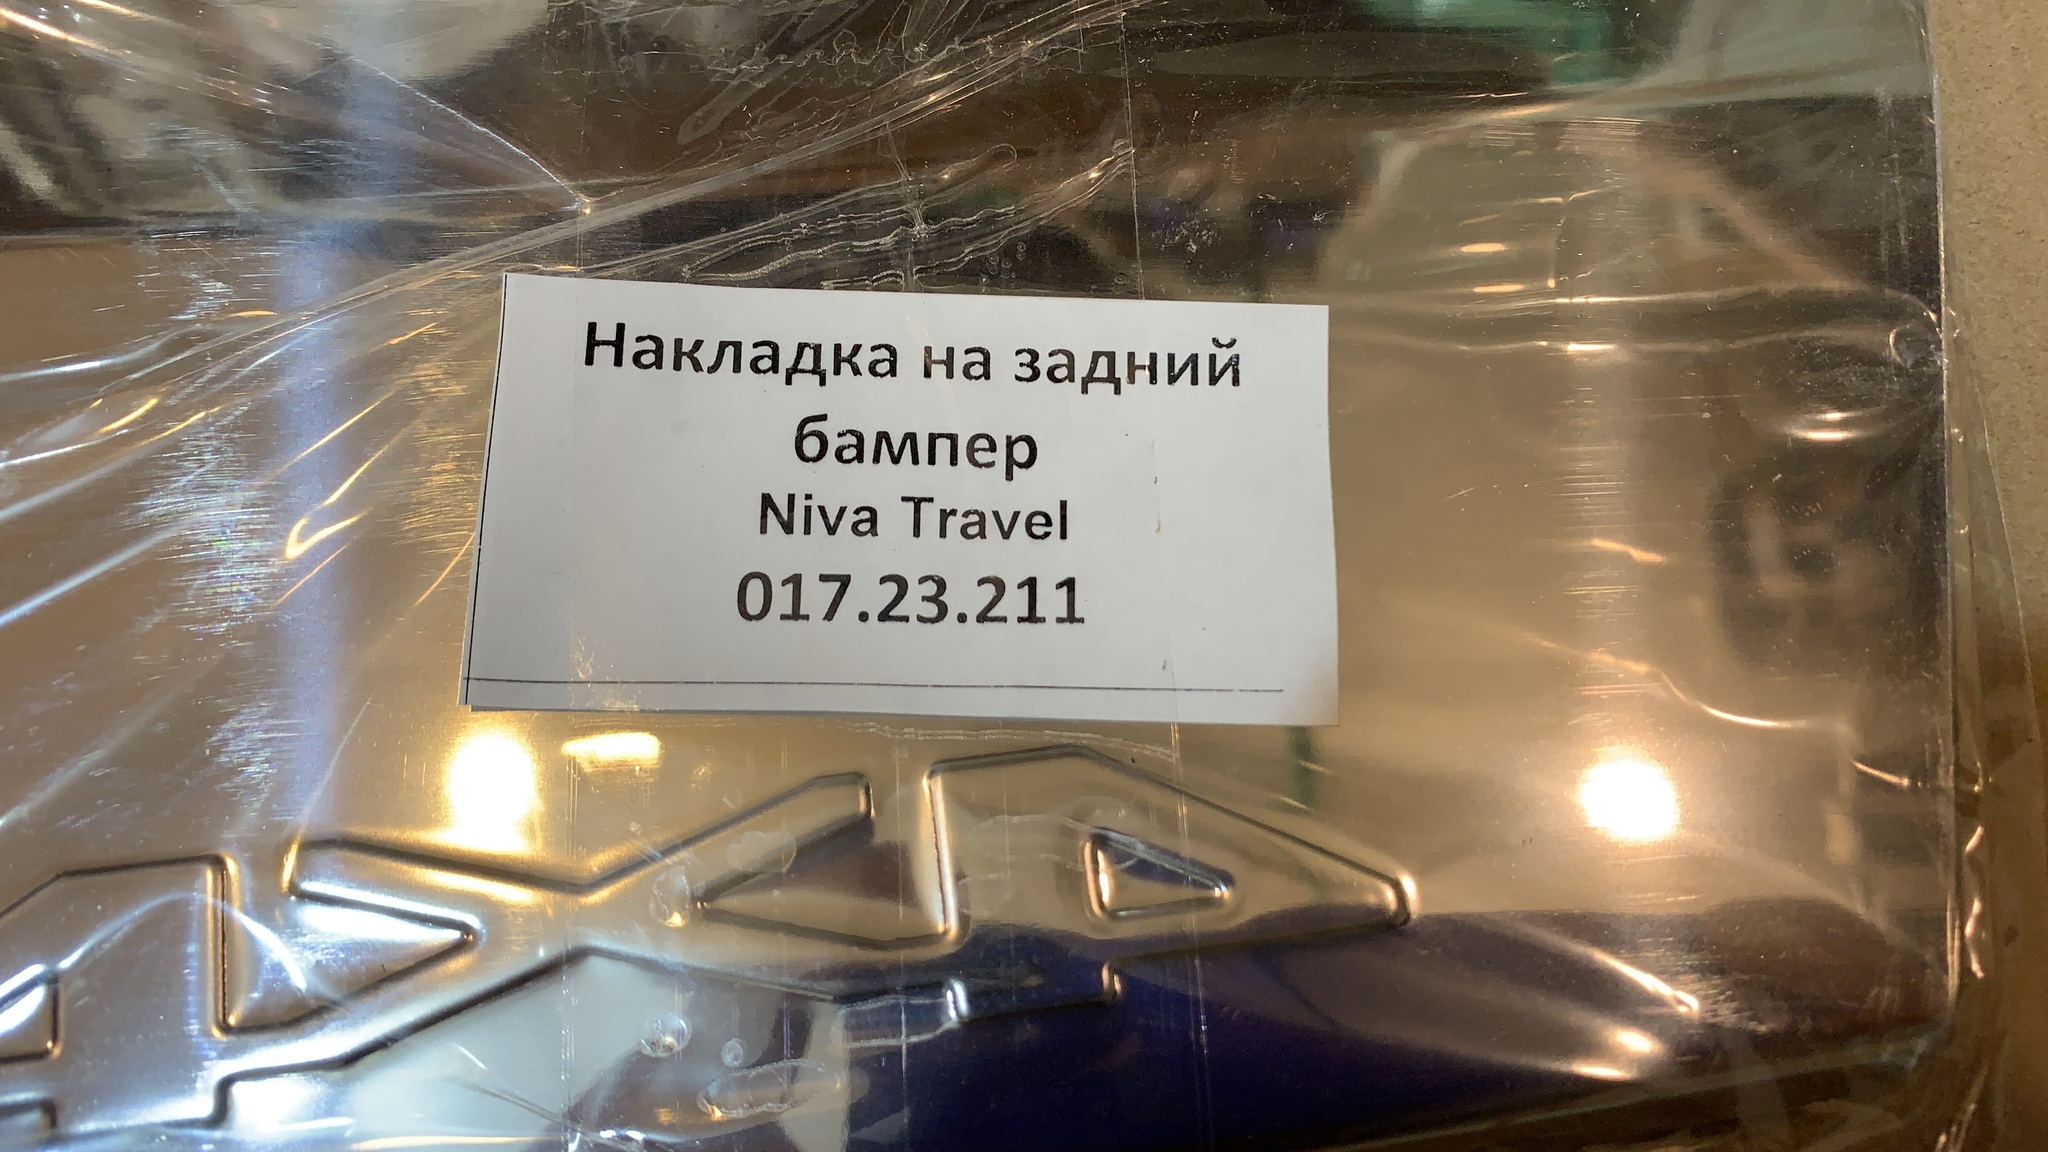 Накладка на задний
бампер
Niva Travel
017.23.211